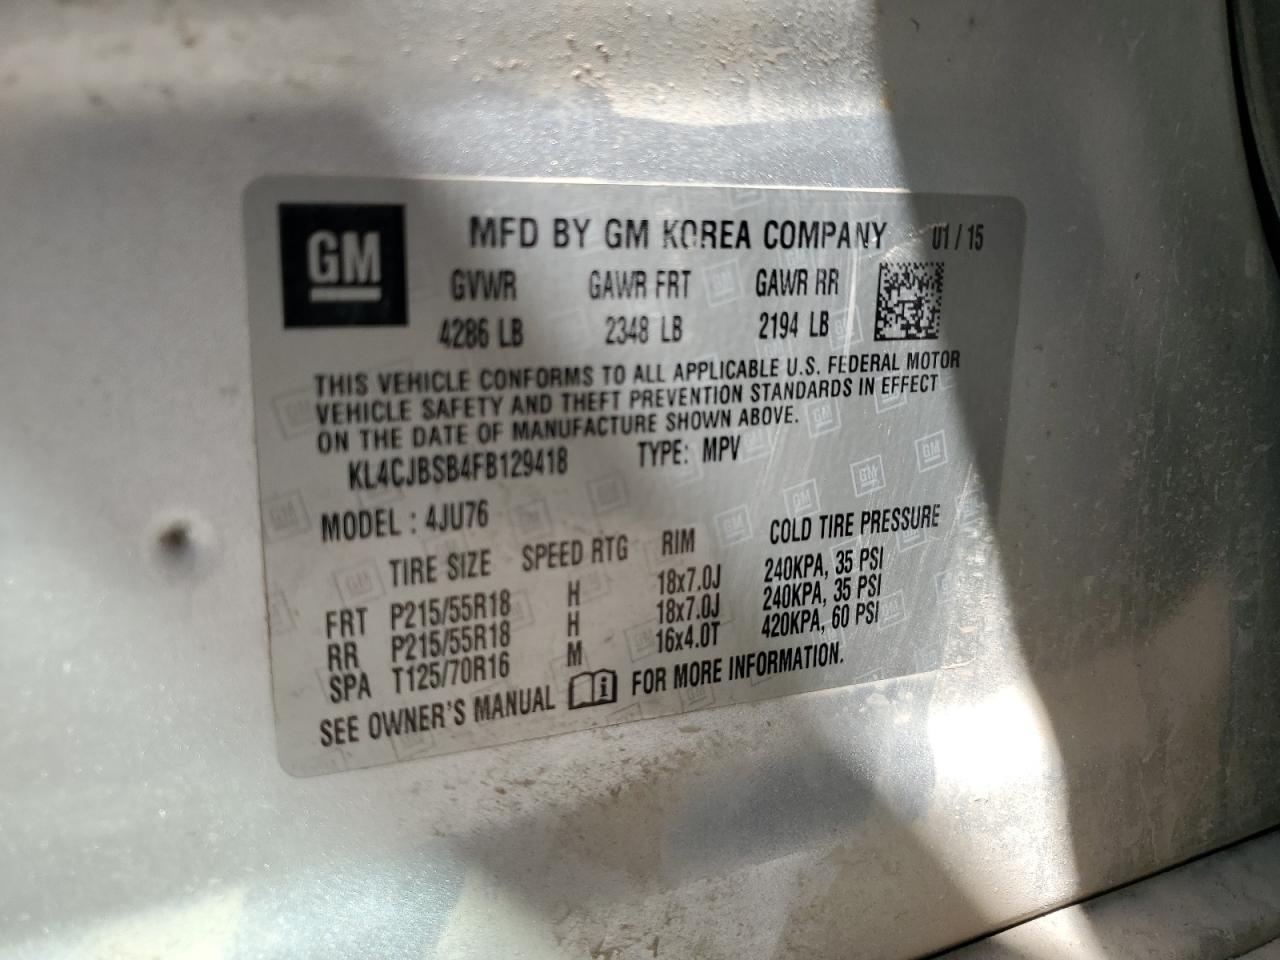 GM
MFD BY GM KOREA COMPANY 01 / 15
GVWR GAWR FRT GAWR RR
4286 LB 2348 LB 2194 LB
THIS VEHICLE CONFORMS TO ALL APPLICABLE U.S. FEDERAL MOTOR
VEHICLE SAFETY AND THEFT PREVENTION STANDARDS IN EFFECT
ON THE DATE OF MANUFACTURE SHOWN ABOVE.
KL4CJBSB4FB129418 TYPE: MPV
MODEL : 4JU76
TIRE SIZE SPEED RTG RIM COLD TIRE PRESSURE
FRT P215/55R18 H 18x7.0J 240KPA, 35 PSI
RR P215/55R18 H 18x7.0J 240KPA, 35 PSI
SPA T125/70R16 M 16x4.0T 420KPA, 60 PSI
SEE OWNER'S MANUAL FOR MORE INFORMATION.